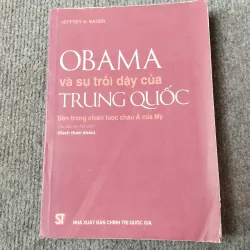 JEFFREY A. BADER
OBAMA
và sự trỗi dậy của
TRUNG QUỐC
Bên trong chiến lược châu Á của Mỹ
(Sách tham khảo)
ST
NHÀ XUẤT BẢN CHÍNH TRỊ QUỐC GIA